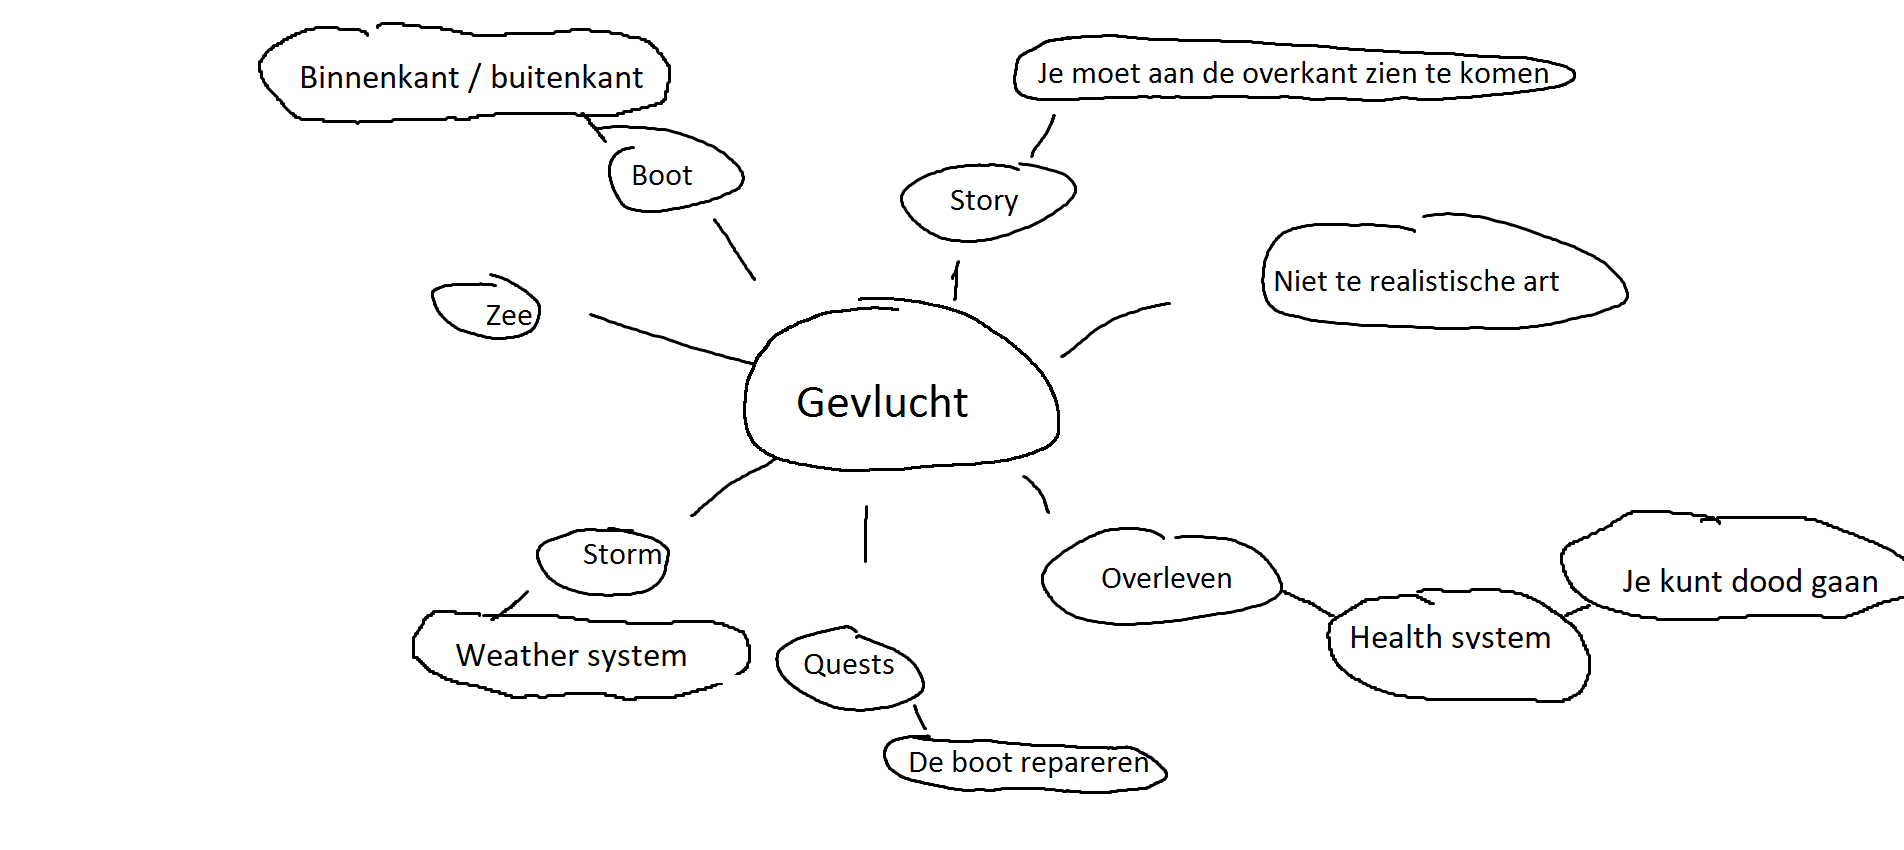 Binnenkant / buitenkant
Je moet aan de overkant zien te komen
Boot
Story
Niet te realistische art
Zee
Gevlucht
Storm
Overleven
Je kunt dood gaan
Health system
Weather system
Quests
De boot repareren